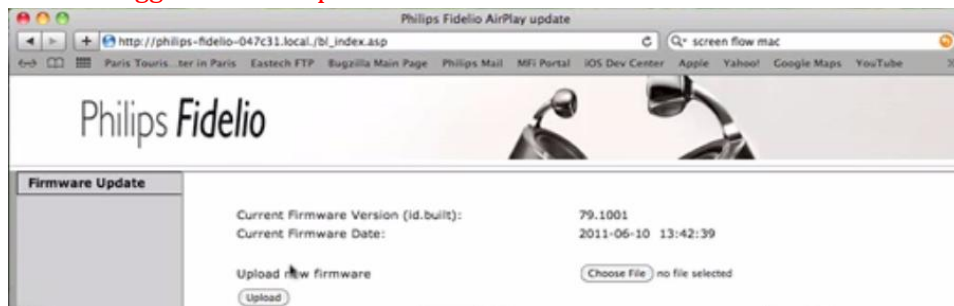 Philips Fidelio AirPlay update
http://philips-fidelio-047c31.local./bl_index.asp
screen flow mac
Paris Touris...ter in Paris Eastech FTP Bugzilla Main Page Philips Mail MFi Portal iOS Dev Center Apple Yahoo! Google Maps YouTube
Philips Fidelio
Firmware Update
Current Firmware Version (id.built): 79.1001
Current Firmware Date: 2011-06-10 13:42:39
Upload new firmware Choose File no file selected
Upload